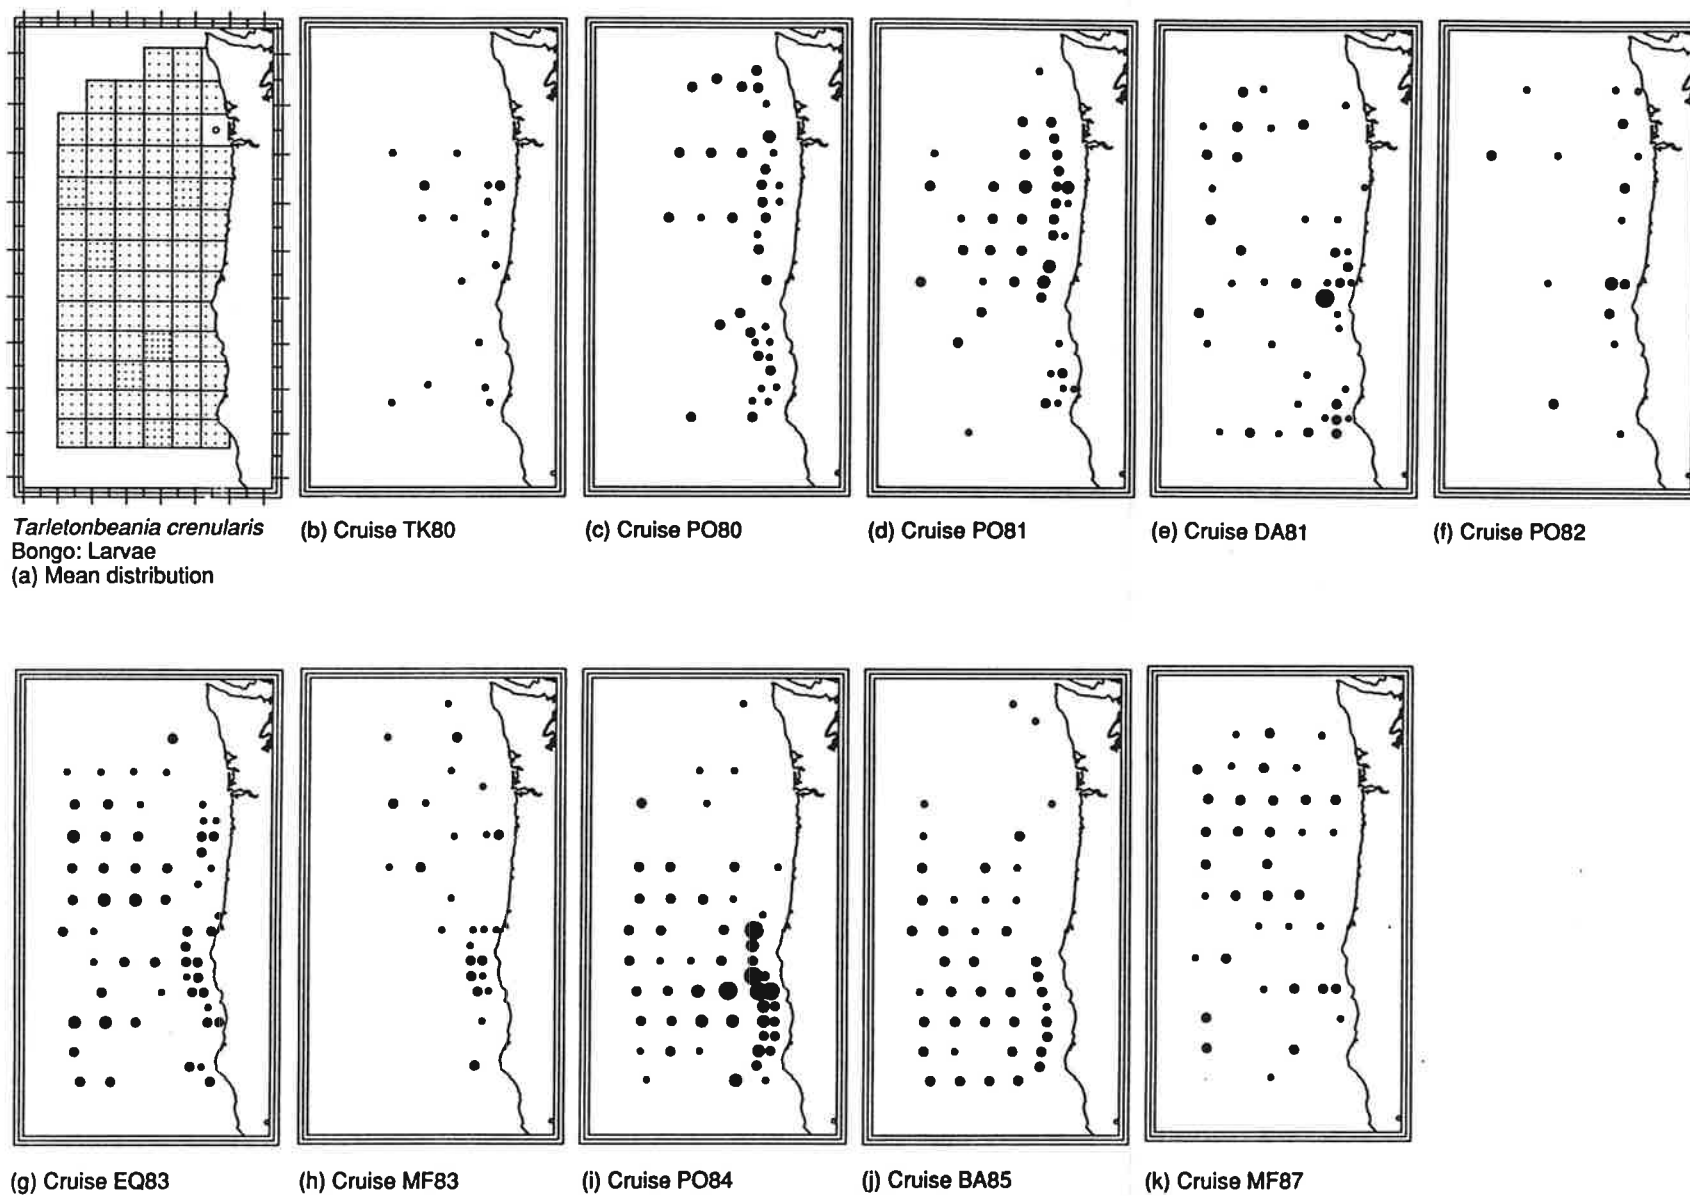 Tarletonbeania crenularis
Bongo: Larvae
(a) Mean distribution
(b) Cruise TK80
(c) Cruise PO80
(d) Cruise PO81
(e) Cruise DA81
(f) Cruise PO82
(g) Cruise EQ83
(h) Cruise MF83
(i) Cruise PO84
(j) Cruise BA85
(k) Cruise MF87